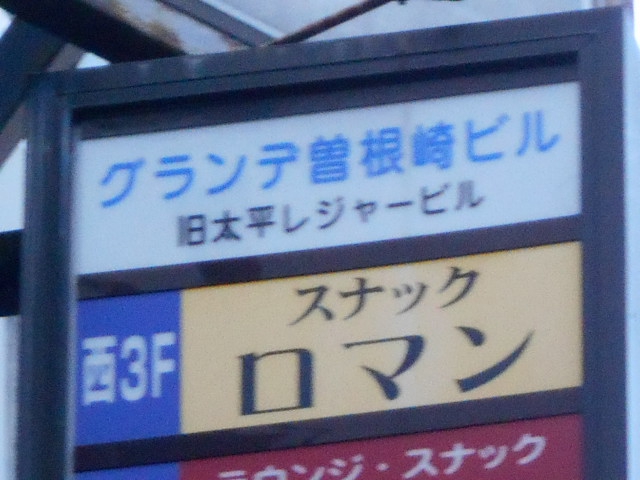 グランデ曽根崎ビル
旧太平レジャービル
西3F
スナック
ロマン
ラウンジ・スナック